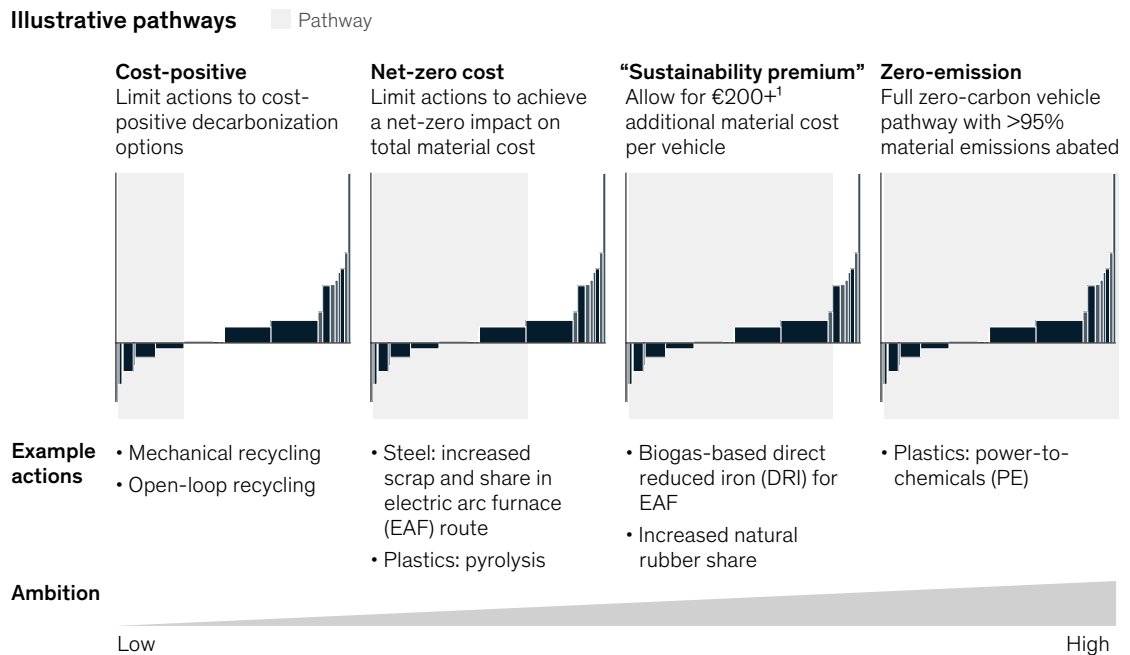 Illustrative pathways
Pathway
Cost-positive
Limit actions to cost-
positive decarbonization
options
Net-zero cost
Limit actions to achieve
a net-zero impact on
total material cost
“Sustainability premium”
Allow for €200+¹
additional material cost
per vehicle
Zero-emission
Full zero-carbon vehicle
pathway with >95%
material emissions abated
Example
actions
• Mechanical recycling
• Open-loop recycling
• Steel: increased
scrap and share in
electric arc furnace
(EAF) route
• Plastics: pyrolysis
• Biogas-based direct
reduced iron (DRI) for
EAF
• Increased natural
rubber share
• Plastics: power-to-
chemicals (PE)
Ambition
Low
High